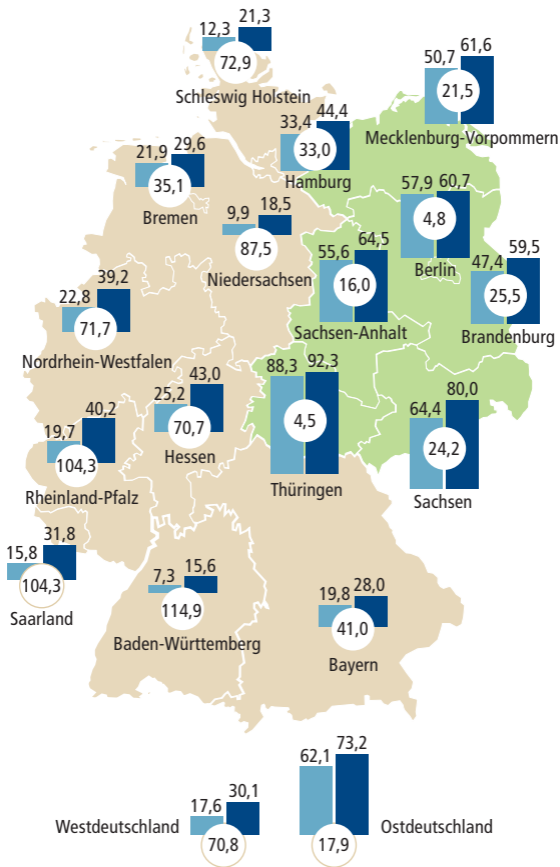 12,3 21,3
72,9
Schleswig Holstein
50,7 61,6
21,5
Mecklenburg-Vorpommern
33,4 44,4
33,0
Hamburg
21,9 29,6
35,1
Bremen
57,9 60,7
4,8
Berlin
9,9 18,5
87,5
Niedersachsen
55,6 64,5
16,0
Sachsen-Anhalt
47,4 59,5
25,5
Brandenburg
22,8 39,2
71,7
Nordrhein-Westfalen
25,2 43,0
70,7
Hessen
88,3 92,3
4,5
Thüringen
64,4 80,0
24,2
Sachsen
19,7 40,2
104,3
Rheinland-Pfalz
15,8 31,8
104,3
Saarland
7,3 15,6
114,9
Baden-Württemberg
19,8 28,0
41,0
Bayern
17,6 30,1
Westdeutschland
70,8
62,1 73,2
Ostdeutschland
17,9